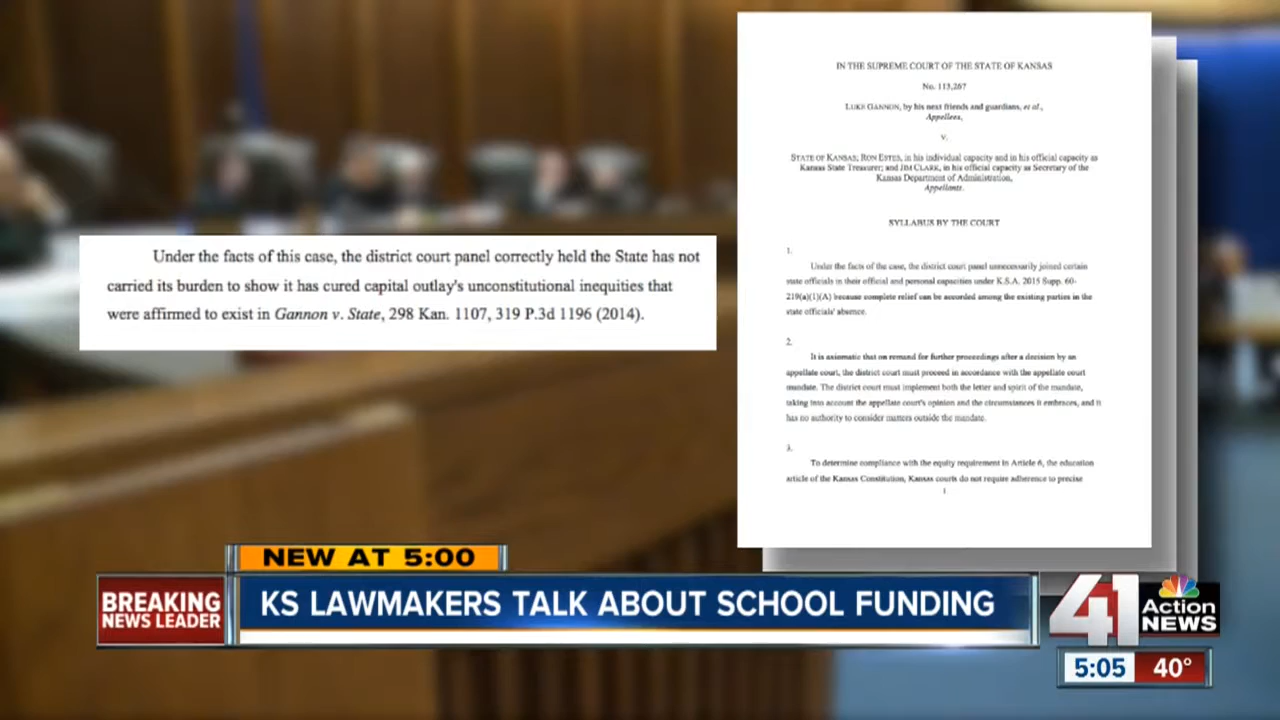 IN THE SUPREME COURT OF THE STATE OF KANSAS
No. 113,267
LUKE GANNON, by his next friends and guardians, et al.,
Appellees,
v.
STATE OF KANSAS; RON ESTES, in his individual capacity and in his official capacity as
Kansas State Treasurer; and JIM CLARK, in his official capacity as Secretary of the
Kansas Department of Administration,
Appellants.
SYLLABUS BY THE COURT
1.
Under the facts of the case, the district court panel unnecessarily joined certain
state officials in their official and personal capacities under K.S.A. 2015 Supp. 60-
219(a)(1)(A) because complete relief can be accorded among the existing parties in the
state officials' absence.
2.
It is axiomatic that on remand for further proceedings after a decision by an
appellate court, the district court must proceed in accordance with the appellate court
mandate. The district court must implement both the letter and spirit of the mandate,
taking into account the appellate court's opinion and the circumstances it embraces, and it
has no authority to consider matters outside the mandate.
3.
To determine compliance with the equity requirement in Article 6, the education
article of the Kansas Constitution, Kansas courts do not require adherence to precise
1
Under the facts of this case, the district court panel correctly held the State has not
carried its burden to show it has cured capital outlay's unconstitutional inequities that
were affirmed to exist in Gannon v. State, 298 Kan. 1107, 319 P.3d 1196 (2014).
NEW AT 5:00
BREAKING
NEWS LEADER
KS LAWMAKERS TALK ABOUT SCHOOL FUNDING
41
Action
NEWS
5:05 40°